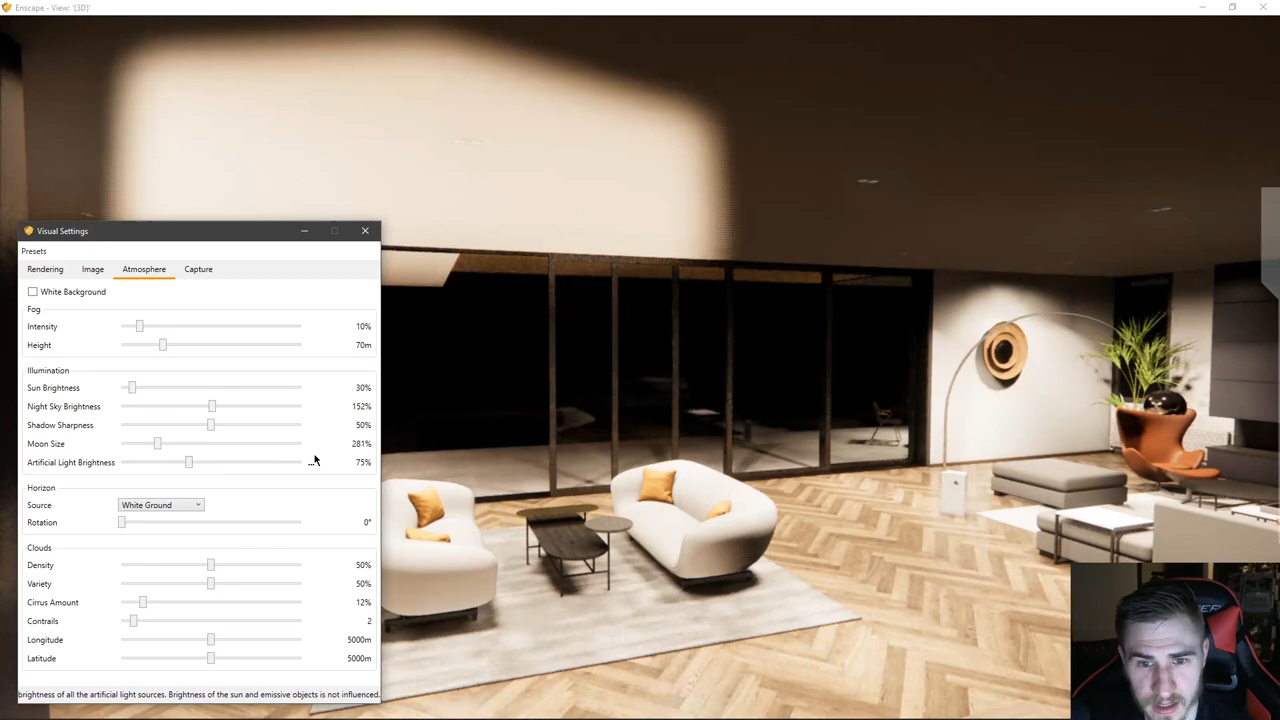 Enscape - View: '{3D}'
Visual Settings
Presets
Rendering Image Atmosphere Capture
White Background
Fog
Intensity 10%
Height 70m
Illumination
Sun Brightness 30%
Night Sky Brightness 152%
Shadow Sharpness 50%
Moon Size 281%
Artificial Light Brightness ... 75%
Horizon
Source White Ground
Rotation 0°
Clouds
Density 50%
Variety 50%
Cirrus Amount 12%
Contrails 2
Longitude 5000m
Latitude 5000m
brightness of all the artificial light sources. Brightness of the sun and emissive objects is not influenced.